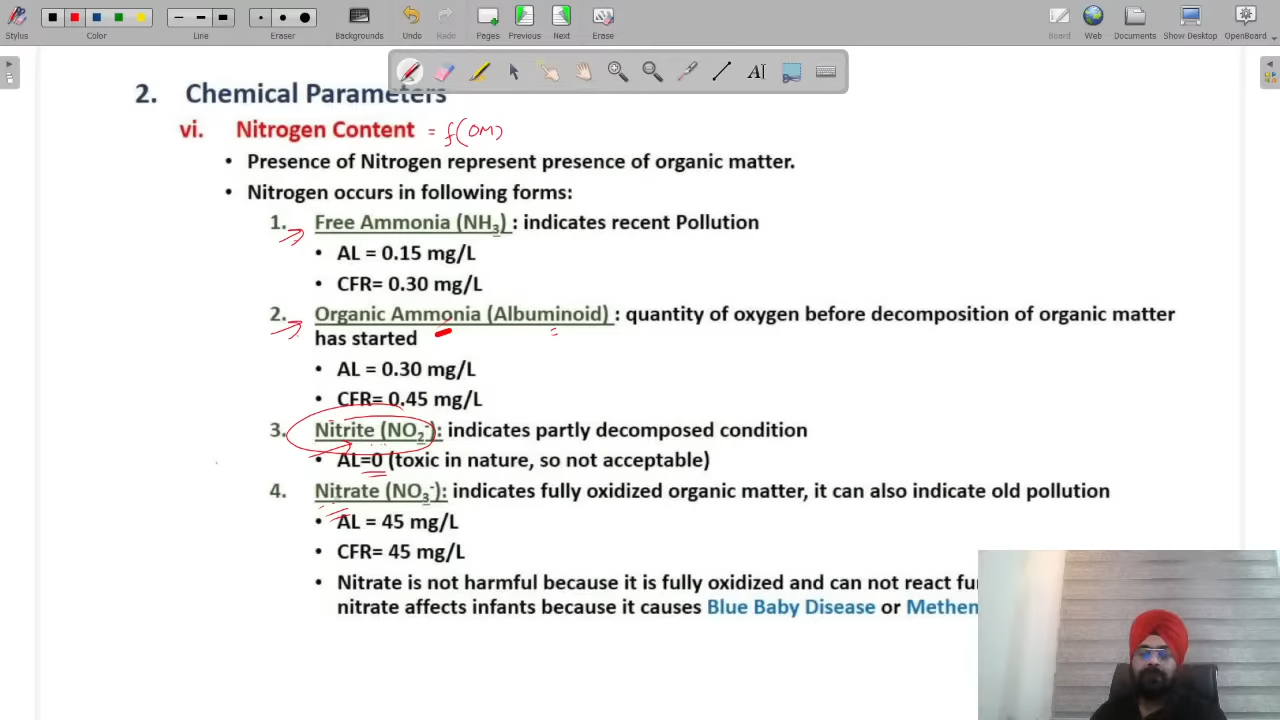 Stylus
Color
Line
Eraser
Backgrounds
Undo
Redo
Pages
Previous
Next
Erase
Board
Web
Documents
Show Desktop
OpenBoard
2. Chemical Parameters
vi. Nitrogen Content = f(OM)
• Presence of Nitrogen represent presence of organic matter.
• Nitrogen occurs in following forms:
1. Free Ammonia (NH3) : indicates recent Pollution
• AL = 0.15 mg/L
• CFR= 0.30 mg/L
2. Organic Ammonia (Albuminoid) : quantity of oxygen before decomposition of organic matter
has started
• AL = 0.30 mg/L
• CFR= 0.45 mg/L
3. Nitrite (NO2-): indicates partly decomposed condition
• AL=0 (toxic in nature, so not acceptable)
4. Nitrate (NO3-): indicates fully oxidized organic matter, it can also indicate old pollution
• AL = 45 mg/L
• CFR= 45 mg/L
• Nitrate is not harmful because it is fully oxidized and can not react
nitrate affects infants because it causes Blue Baby Disease or